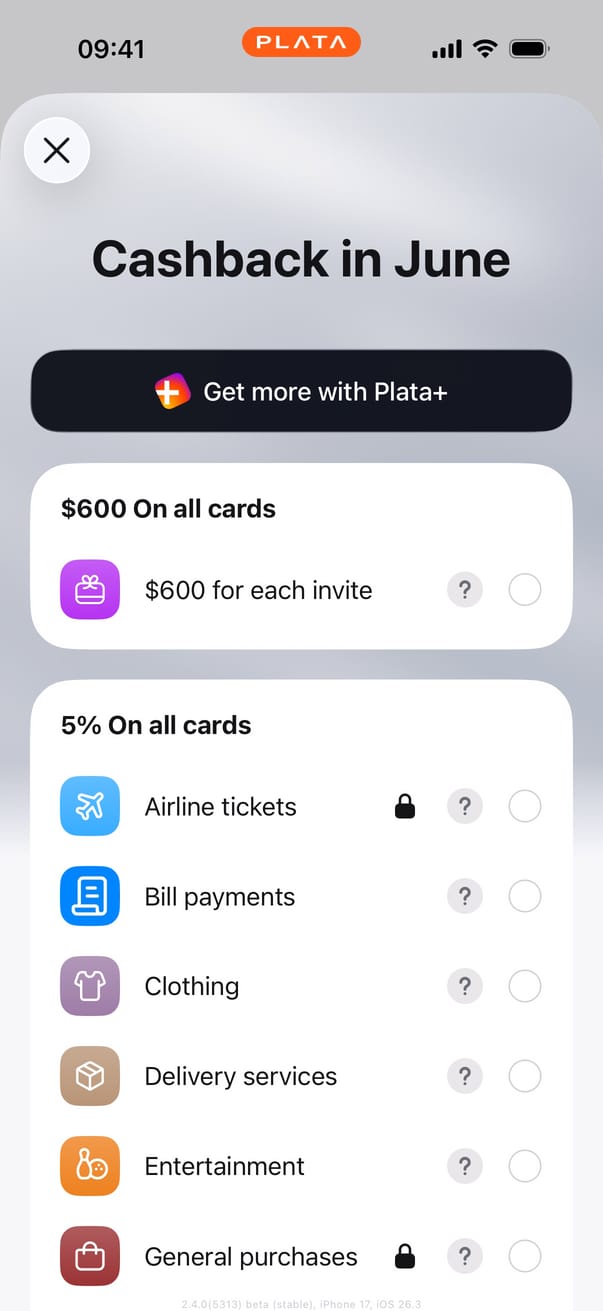 09:41
PLATA
Cashback in June
Get more with Plata+
$600 On all cards
$600 for each invite
?
5% On all cards
Airline tickets
?
Bill payments
?
Clothing
?
Delivery services
?
Entertainment
?
General purchases
?
2.4.0(5313) beta (stable), iPhone 17, iOS 26.3